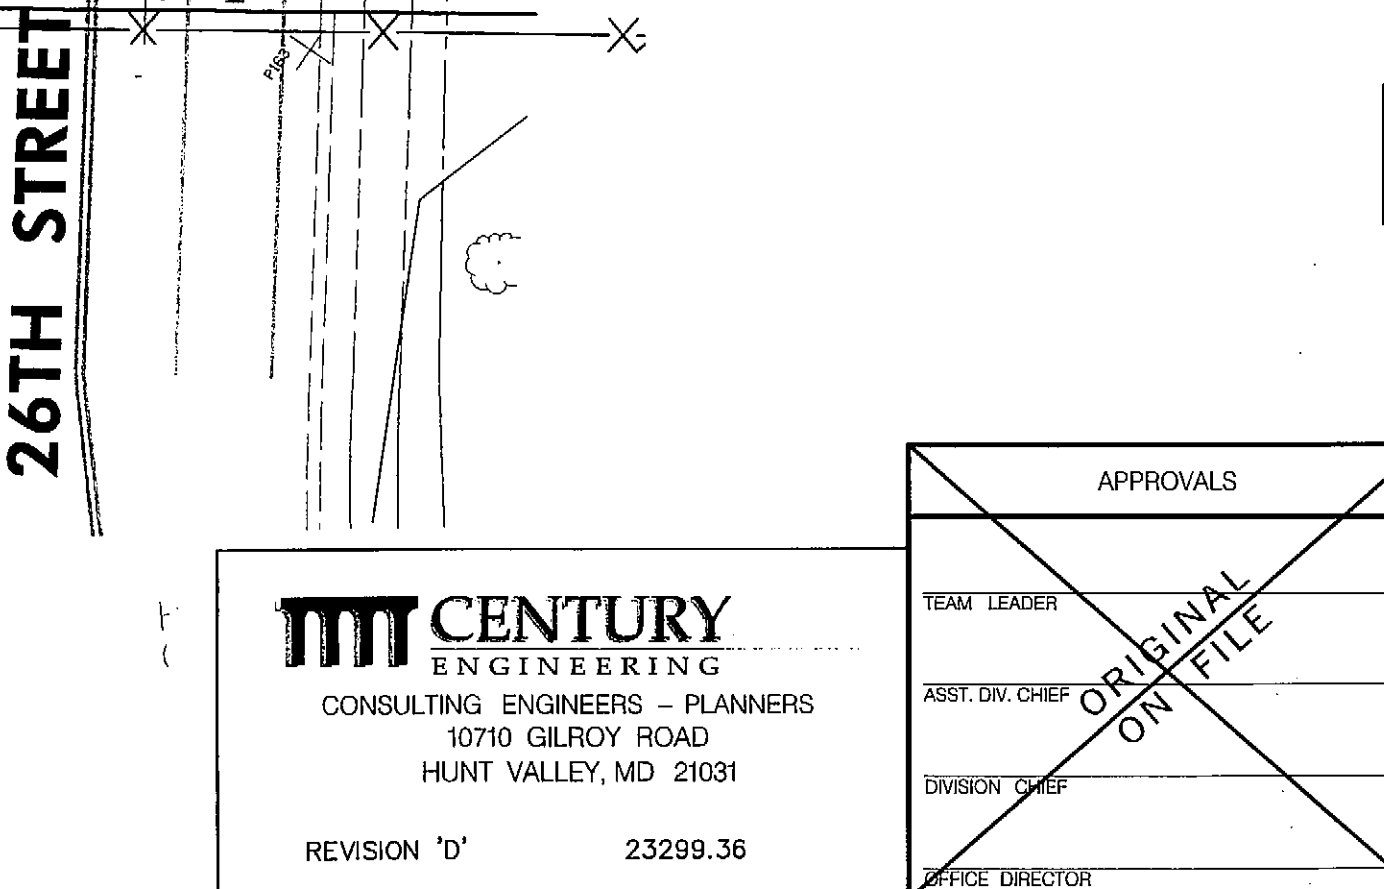 26TH STREET
P163
APPROVALS
TEAM LEADER
ASST. DIV. CHIEF
DIVISION CHIEF
OFFICE DIRECTOR
ORIGINAL
ON FILE
CENTURY
ENGINEERING
CONSULTING ENGINEERS – PLANNERS
10710 GILROY ROAD
HUNT VALLEY, MD 21031
REVISION 'D' 23299.36